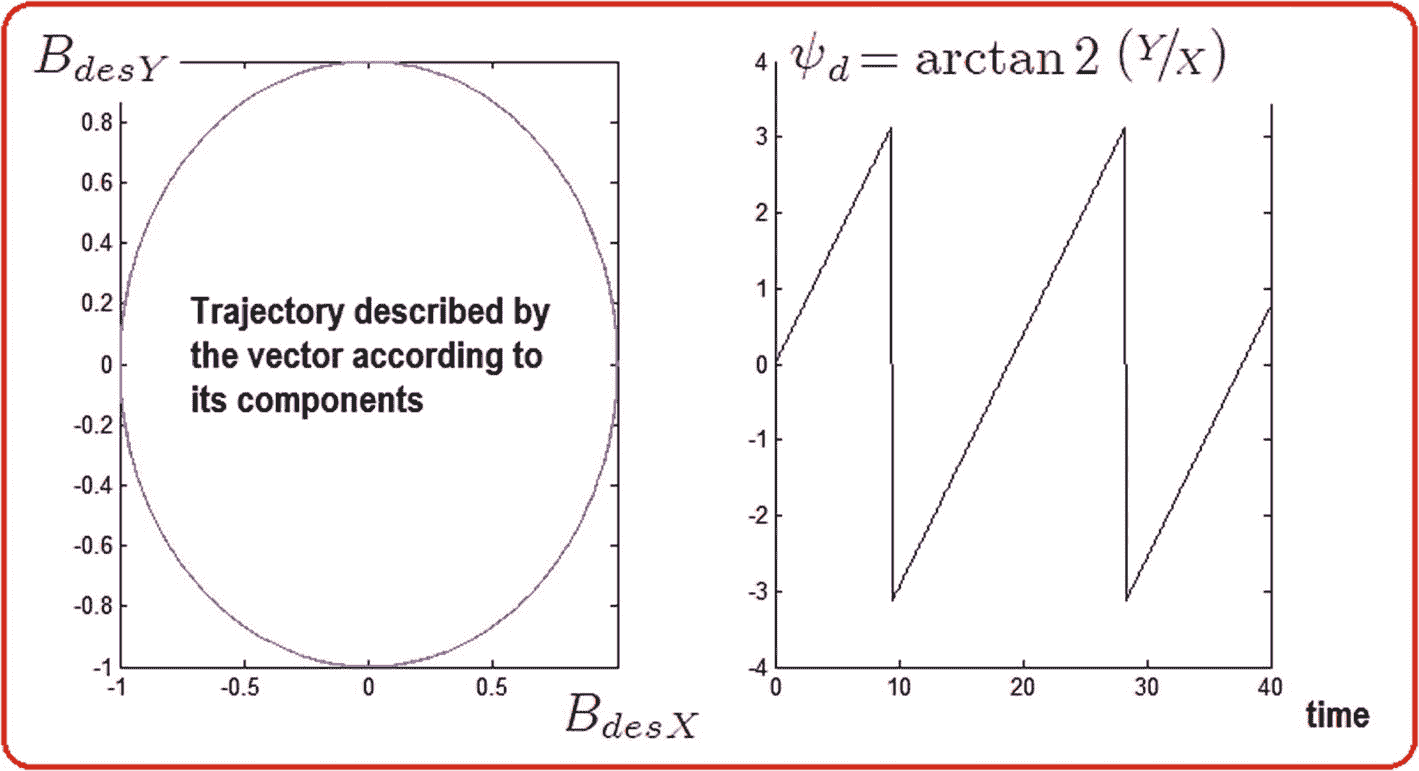 B_desY
0.8
0.6
0.4
0.2
0
-0.2
-0.4
-0.6
-0.8
-1
-1 -0.5 0 0.5
B_desX
Trajectory described by
the vector according to
its components
ψ_d = arctan 2 (Y/X)
4
3
2
1
0
-1
-2
-3
-4
0 10 20 30 40
time